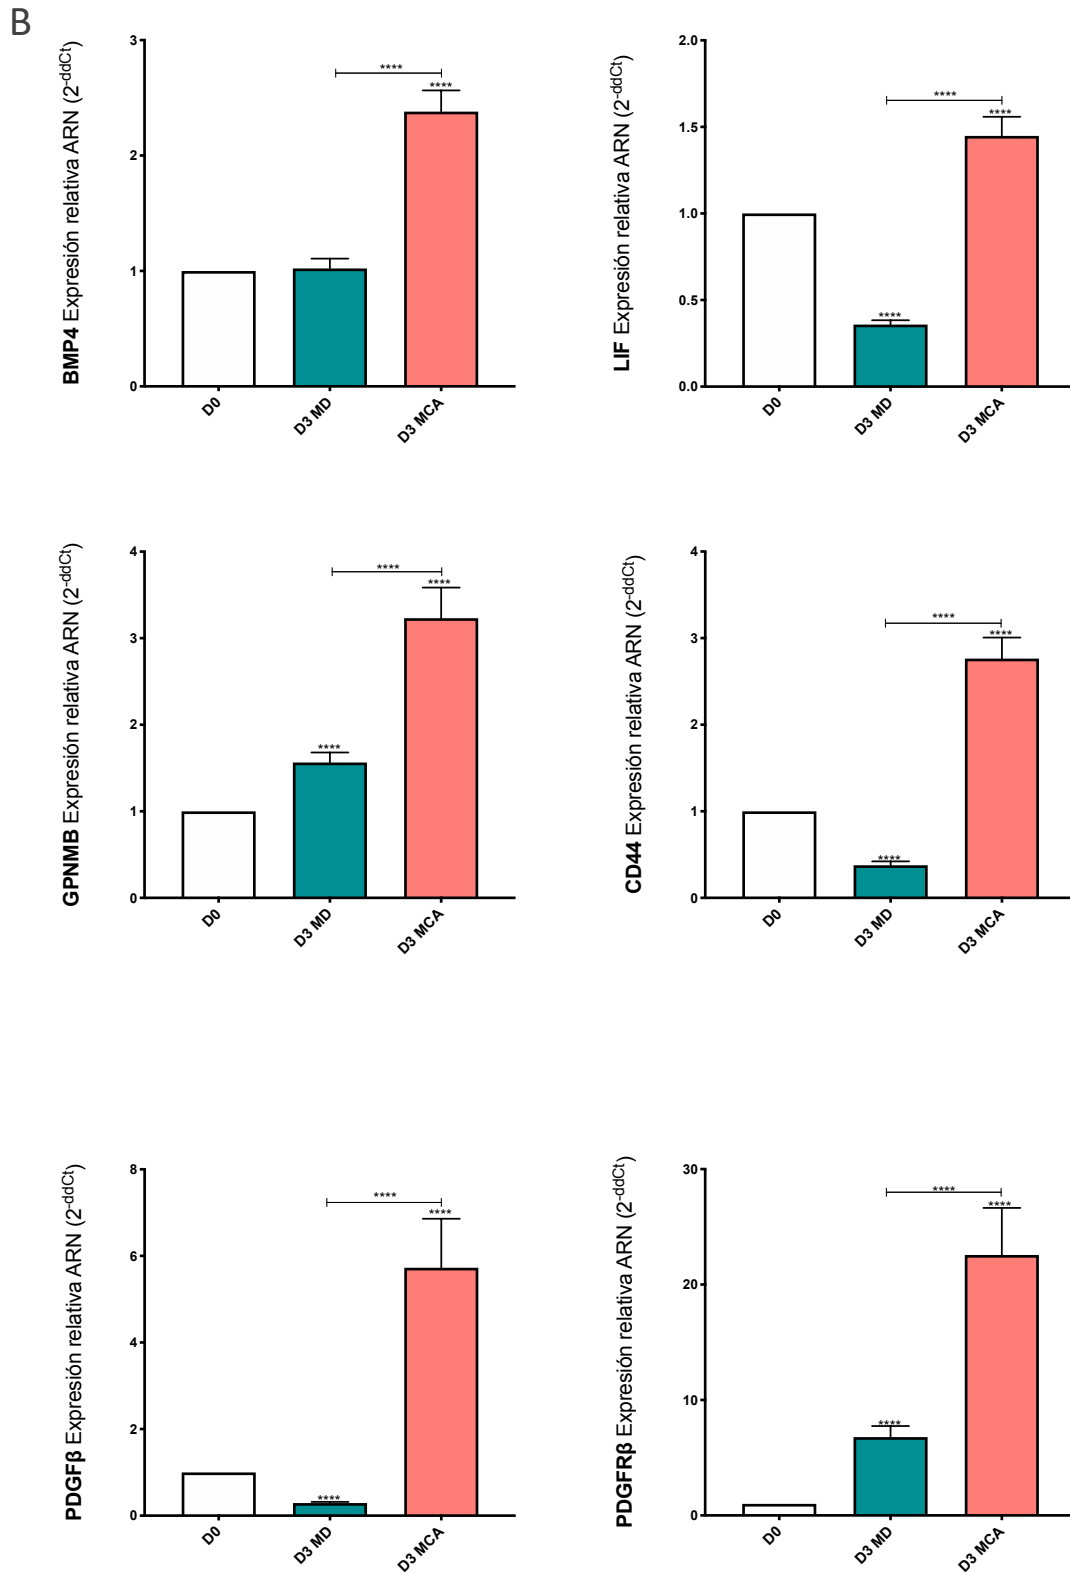 B
BMP4 Expresión relativa ARN (2-ddCt)
3
2
1
0
****
****
D0
D3 MD
D3 MCA
LIF Expresión relativa ARN (2-ddCt)
2.0
1.5
1.0
0.5
0.0
****
****
****
D0
D3 MD
D3 MCA
GPNMB Expresión relativa ARN (2-ddCt)
4
3
2
1
0
****
****
****
D0
D3 MD
D3 MCA
CD44 Expresión relativa ARN (2-ddCt)
4
3
2
1
0
****
****
****
D0
D3 MD
D3 MCA
PDGFβ Expresión relativa ARN (2-ddCt)
8
6
4
2
0
****
****
****
D0
D3 MD
D3 MCA
PDGFRβ Expresión relativa ARN (2-ddCt)
30
20
10
0
****
****
****
D0
D3 MD
D3 MCA